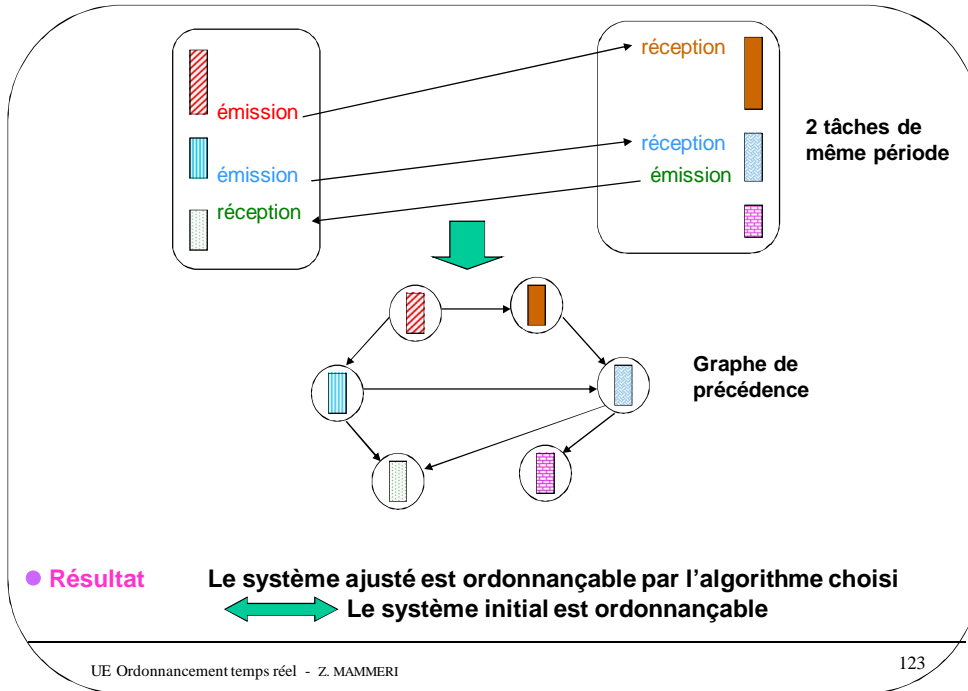 réception
émission
réception
2 tâches de
même période
émission
émission
réception
Graphe de
précédence
Résultat
Le système ajusté est ordonnançable par l'algorithme choisi
Le système initial est ordonnançable
UE Ordonnancement temps réel - Z. MAMMERI
123